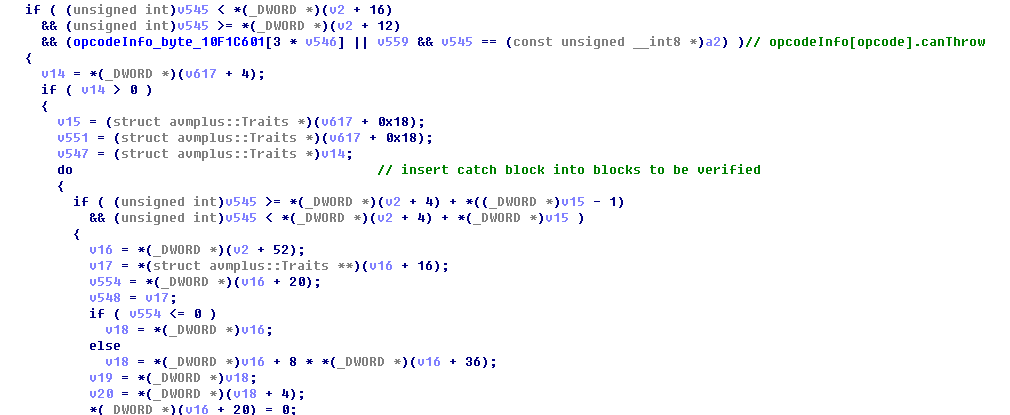 if ( (unsigned int)v545 < *(_DWORD *)(v2 + 16)
&& (unsigned int)v545 >= *(_DWORD *)(v2 + 12)
&& (opcodeInfo_byte_10F1C601[3 * v546] || v559 && v545 == (const unsigned __int8 *)a2) )// opcodeInfo[opcode].canThrow
{
v14 = *(_DWORD *)(v617 + 4);
if ( v14 > 0 )
{
v15 = (struct avmplus::Traits *)(v617 + 0x18);
v551 = (struct avmplus::Traits *)(v617 + 0x18);
v547 = (struct avmplus::Traits *)v14;
do // insert catch block into blocks to be verified
{
if ( (unsigned int)v545 >= *(_DWORD *)(v2 + 4) + *((_DWORD *)v15 - 1)
&& (unsigned int)v545 < *(_DWORD *)(v2 + 4) + *(_DWORD *)v15 )
{
v16 = *(_DWORD *)(v2 + 52);
v17 = *(struct avmplus::Traits **)(v16 + 16);
v554 = *(_DWORD *)(v16 + 20);
v548 = v17;
if ( v554 <= 0 )
v18 = *(_DWORD *)v16;
else
v18 = *(_DWORD *)v16 + 8 * *(_DWORD *)(v16 + 36);
v19 = *(_DWORD *)v18;
v20 = *(_DWORD *)(v18 + 4);
*(_DWORD *)(v16 + 20) = 0;